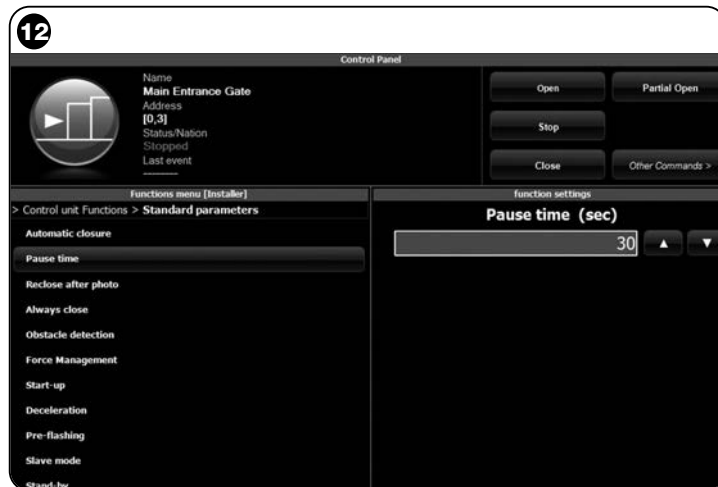 12
Control Panel
Name
Main Entrance Gate
Address
[0,3]
Status/Nation
Stopped
Last event
--------
Open
Partial Open
Stop
Close
Other Commands >
Functions menu [Installer]
> Control unit Functions > Standard parameters
Automatic closure
Pause time
Reclose after photo
Always close
Obstacle detection
Force Management
Start-up
Deceleration
Pre-flashing
Slave mode
Stand-by
function settings
Pause time (sec)
30